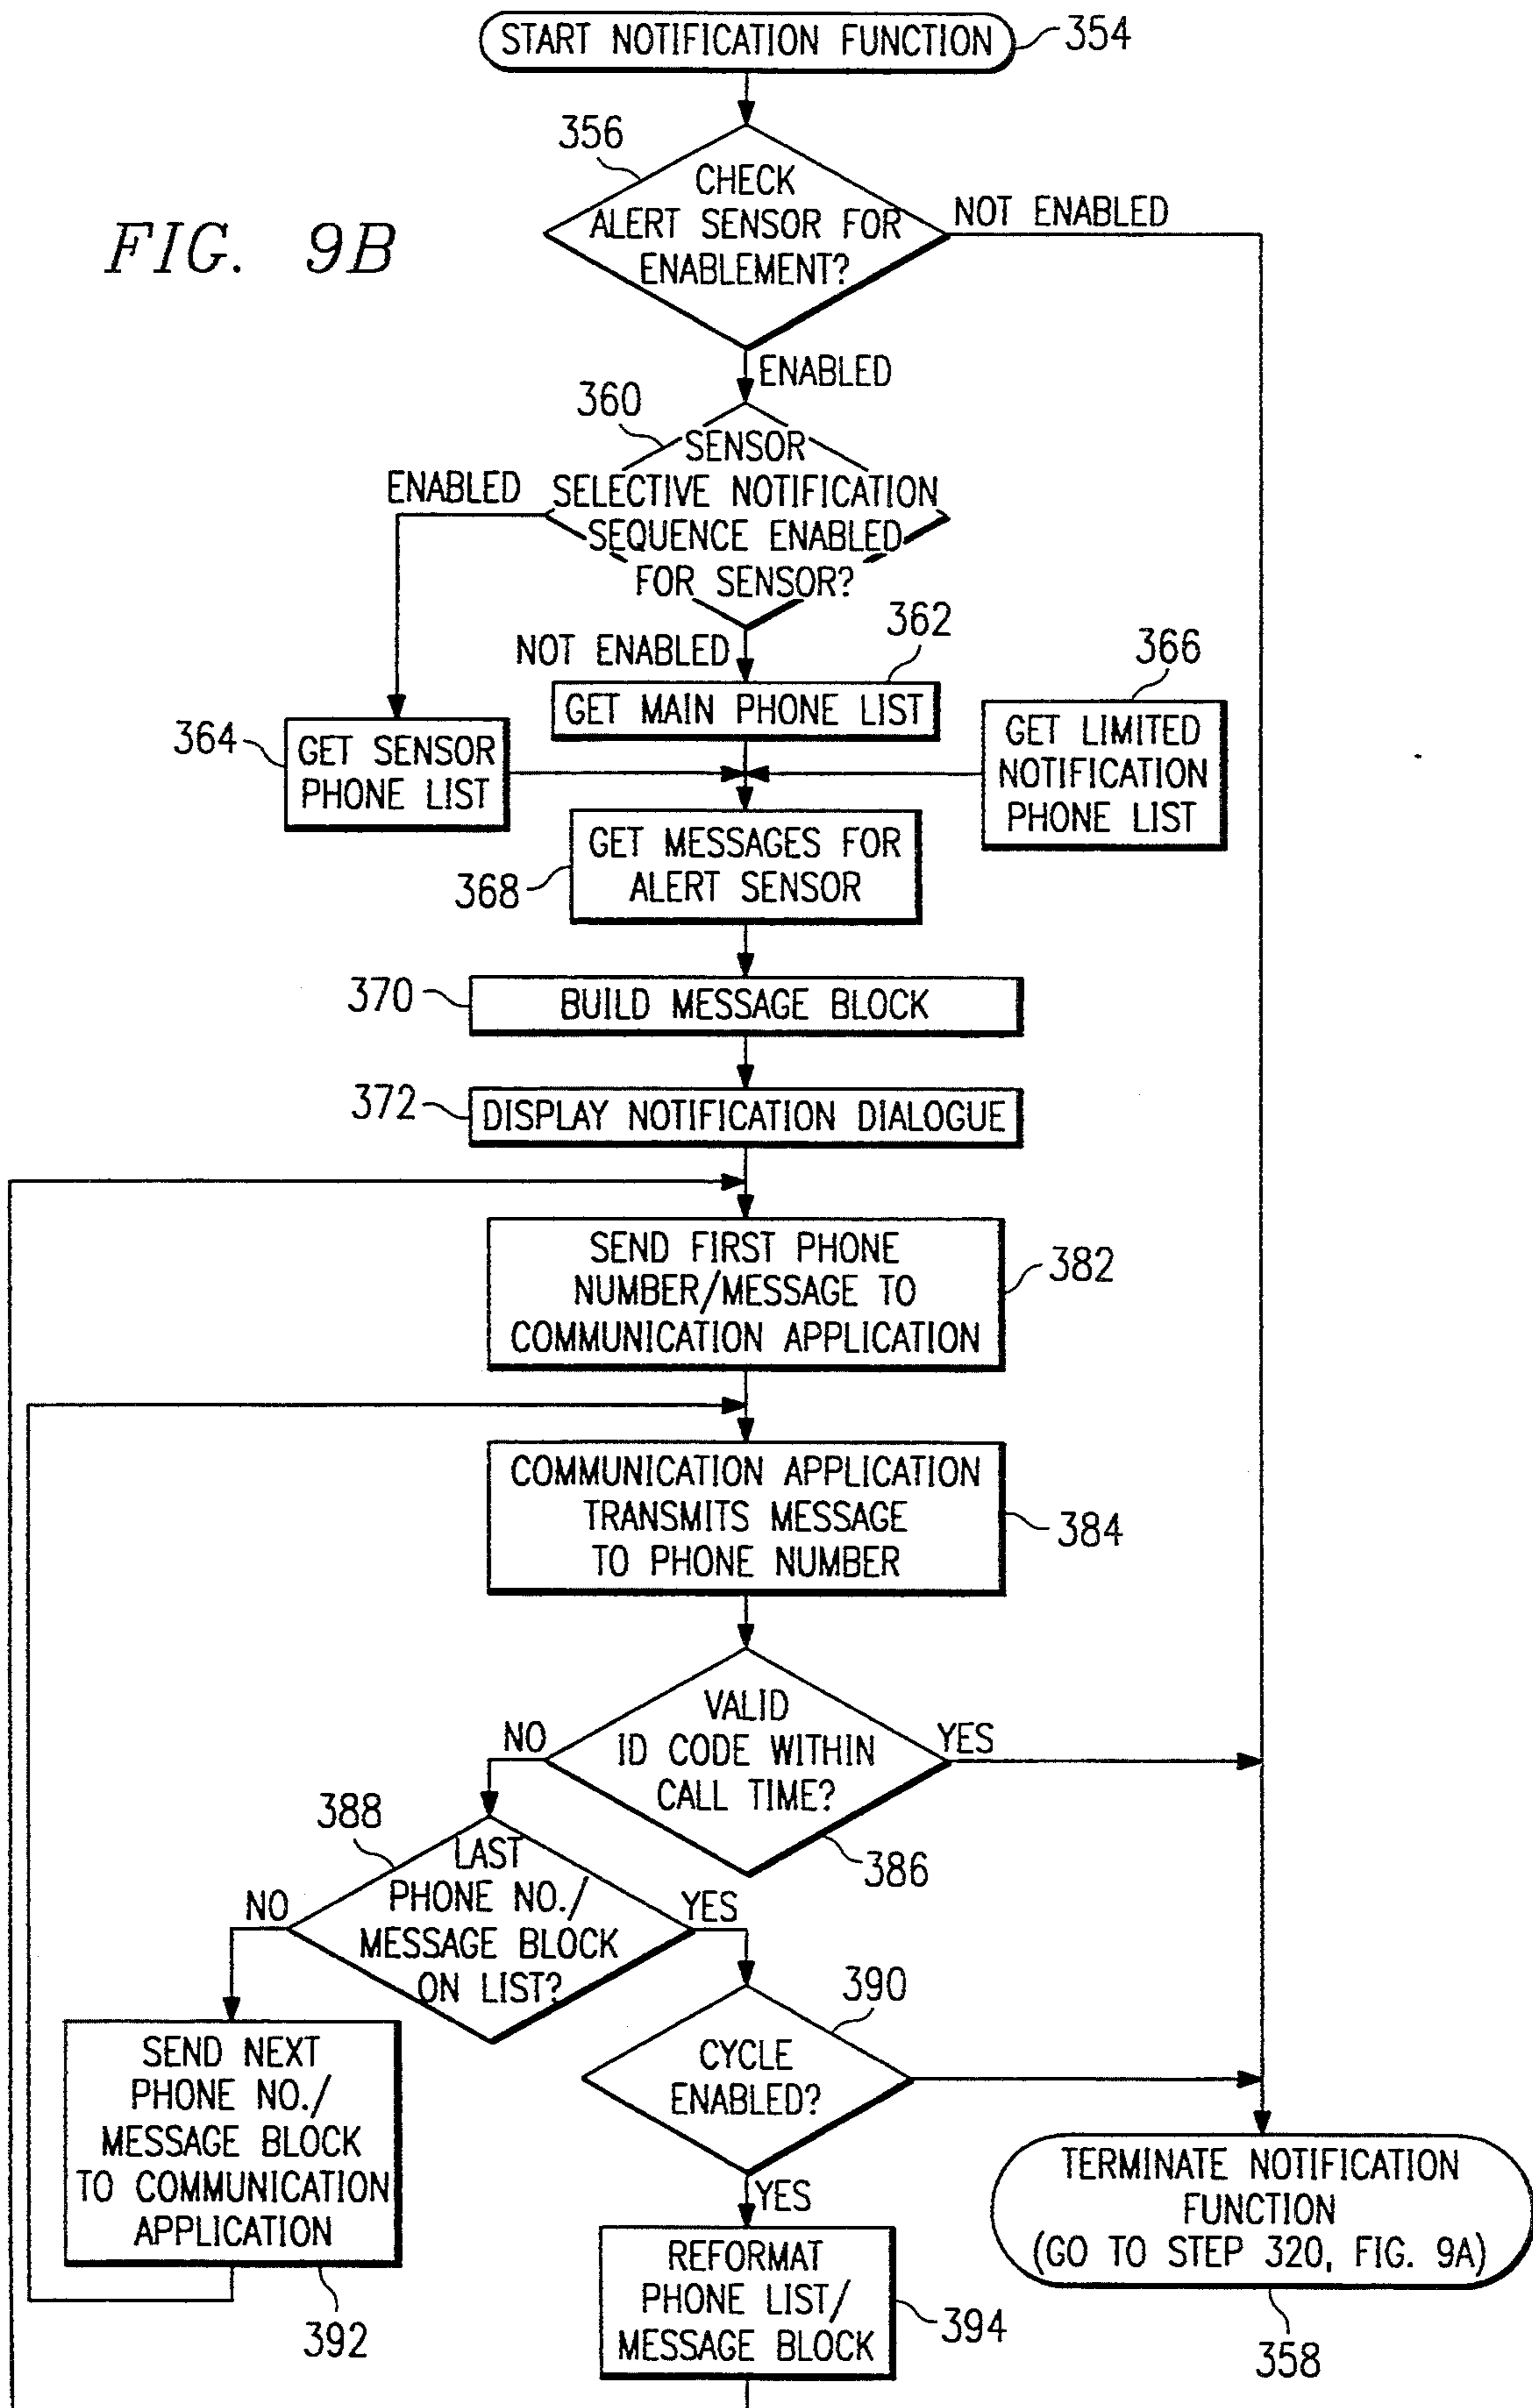 START NOTIFICATION FUNCTION
354
356
CHECK
ALERT SENSOR FOR
ENABLEMENT?
NOT ENABLED
FIG. 9B
ENABLED
360
SENSOR
SELECTIVE NOTIFICATION
SEQUENCE ENABLED
FOR SENSOR?
ENABLED
NOT ENABLED
362
GET MAIN PHONE LIST
364
GET SENSOR
PHONE LIST
366
GET LIMITED
NOTIFICATION
PHONE LIST
GET MESSAGES FOR
ALERT SENSOR
368
370
BUILD MESSAGE BLOCK
372
DISPLAY NOTIFICATION DIALOGUE
SEND FIRST PHONE
NUMBER/MESSAGE TO
COMMUNICATION APPLICATION
382
COMMUNICATION APPLICATION
TRANSMITS MESSAGE
TO PHONE NUMBER
384
VALID
ID CODE WITHIN
CALL TIME?
NO
YES
386
388
LAST
PHONE NO./
MESSAGE BLOCK
ON LIST?
NO
YES
390
CYCLE
ENABLED?
YES
SEND NEXT
PHONE NO./
MESSAGE BLOCK
TO COMMUNICATION
APPLICATION
392
REFORMAT
PHONE LIST/
MESSAGE BLOCK
394
TERMINATE NOTIFICATION
FUNCTION
(GO TO STEP 320, FIG. 9A)
358